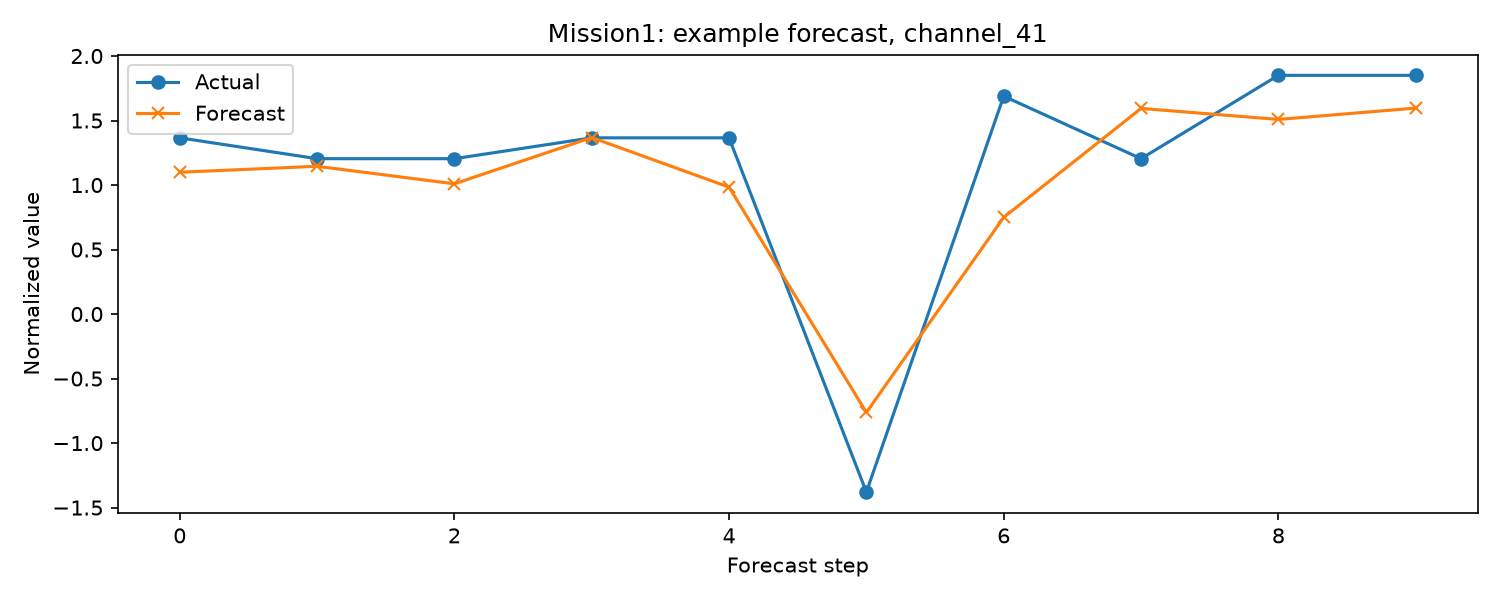 Mission1: example forecast, channel_41
Actual
Forecast
Normalized value
2.0
1.5
1.0
0.5
0.0
−0.5
−1.0
−1.5
0 2 4 6 8
Forecast step